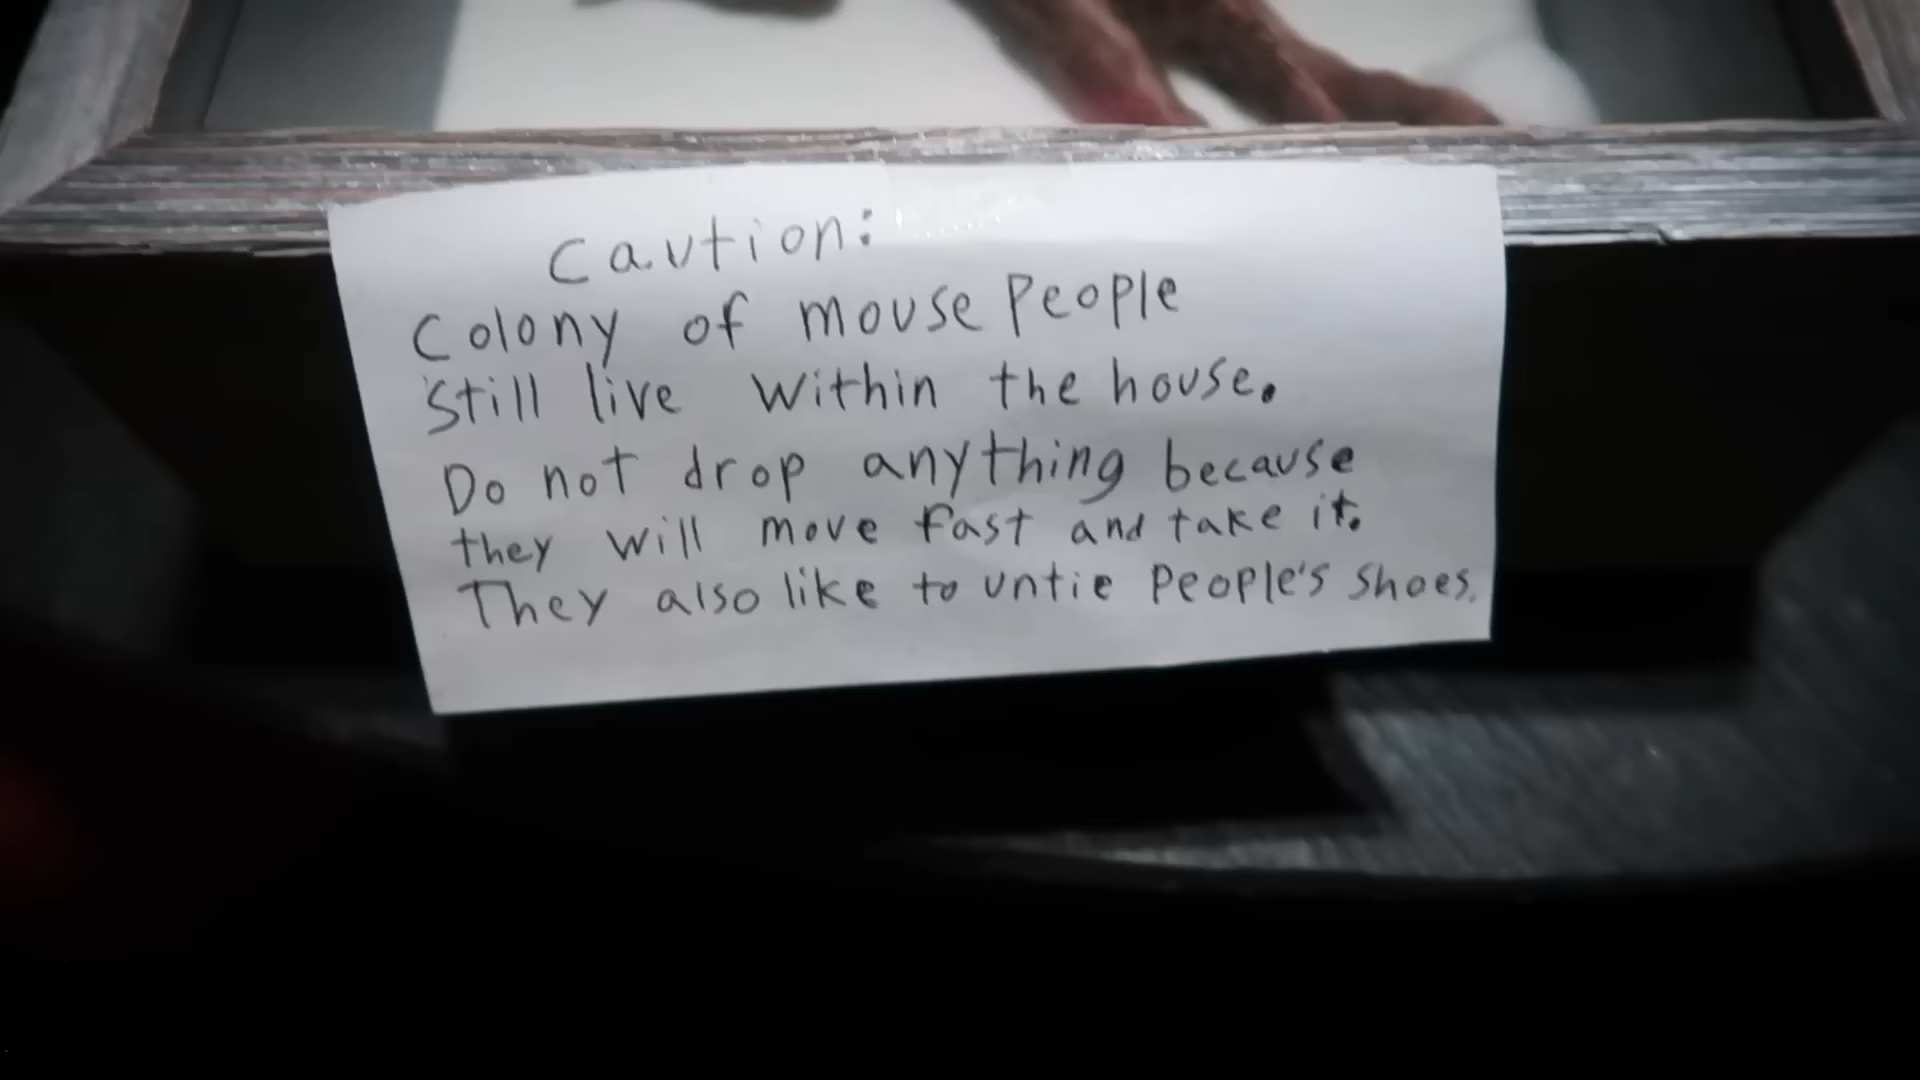 Caution:
Colony of mouse People
Still live within the house.
Do not drop anything because
they will move fast and take it.
They also like to untie People's shoes.